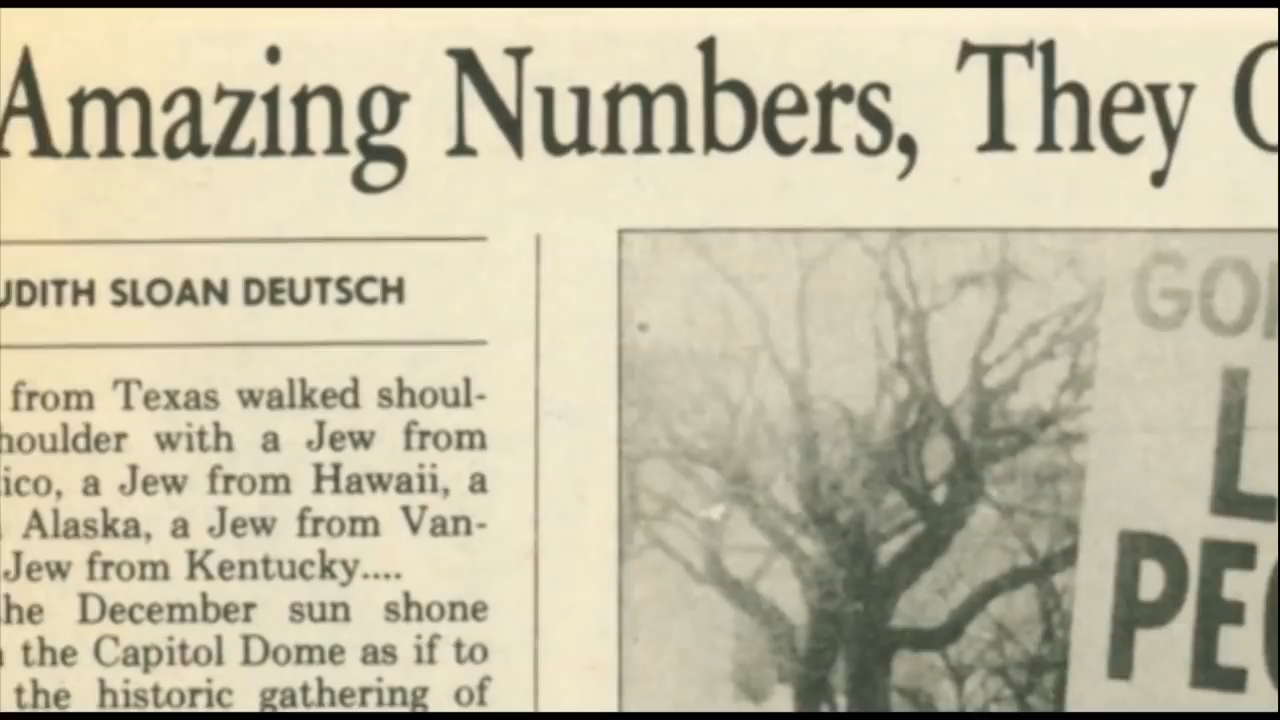 Amazing Numbers, They
UDITH SLOAN DEUTSCH
from Texas walked shoul-
houlder with a Jew from
ico, a Jew from Hawaii, a
Alaska, a Jew from Van-
Jew from Kentucky....
he December sun shone
the Capitol Dome as if to
the historic gathering of
GO
L
PE